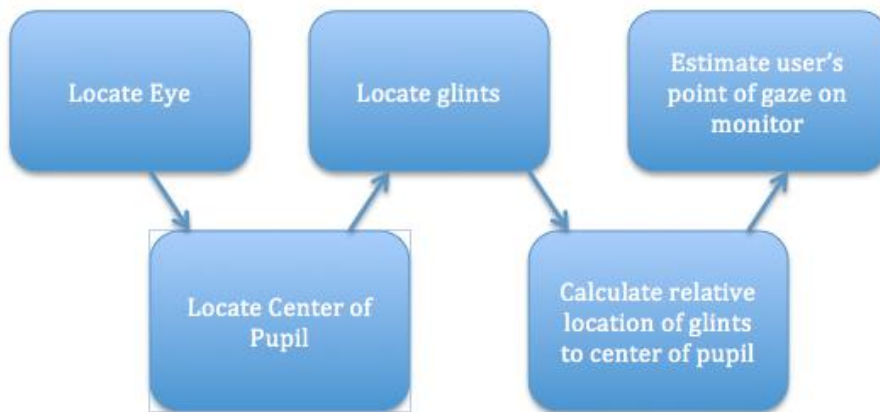 Locate Eye
Locate Center of
Pupil
Locate glints
Calculate relative
location of glints
to center of pupil
Estimate user’s
point of gaze on
monitor